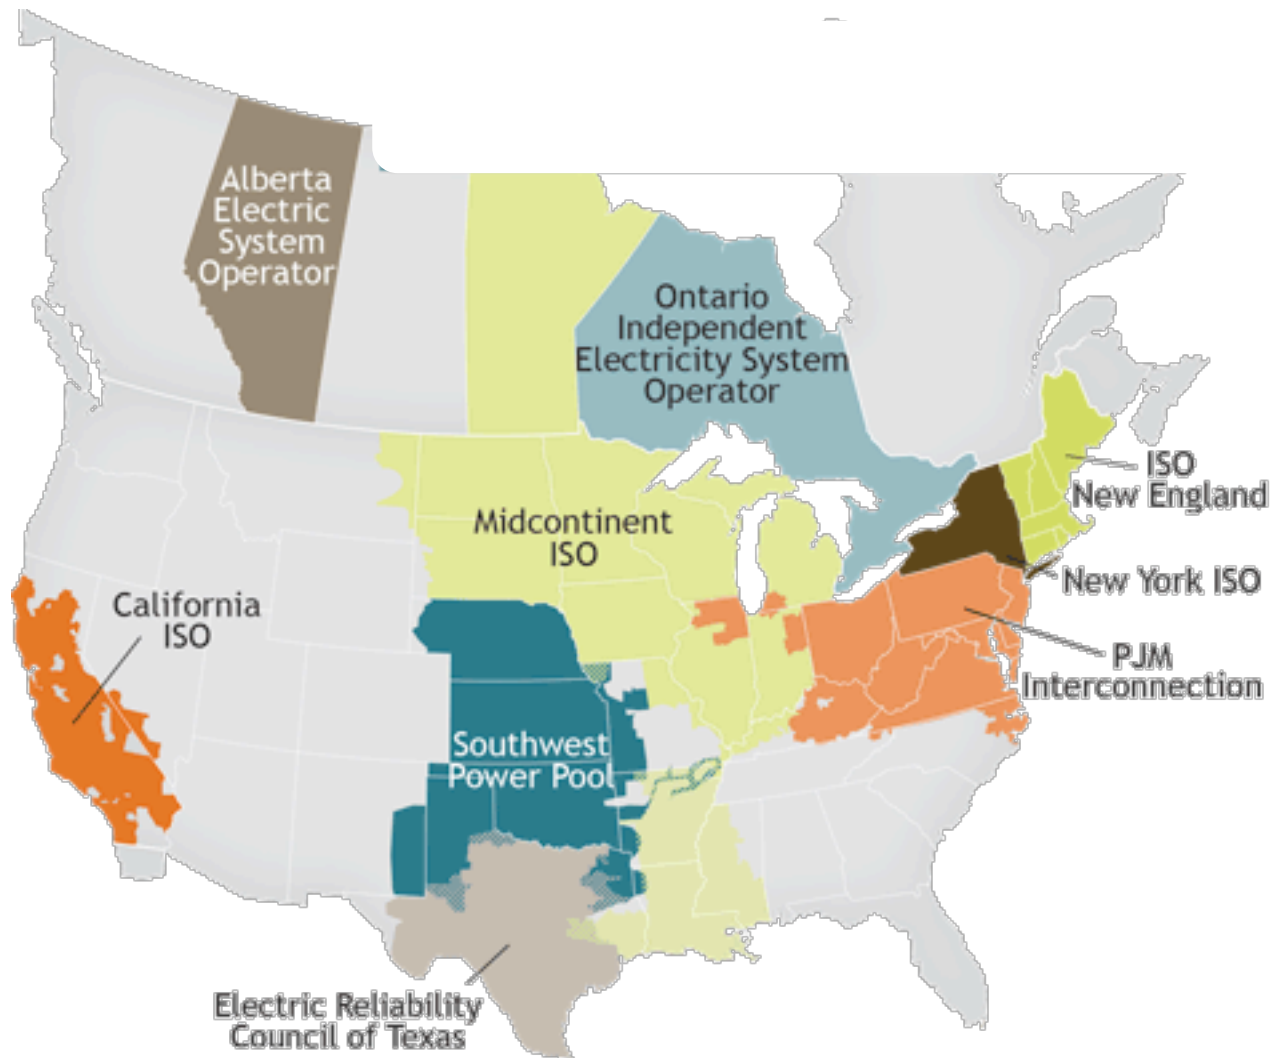 Alberta
Electric
System
Operator
Ontario
Independent
Electricity System
Operator
ISO
New England
Midcontinent
ISO
New York ISO
California
ISO
PJM
Interconnection
Southwest
Power Pool
Electric Reliability
Council of Texas